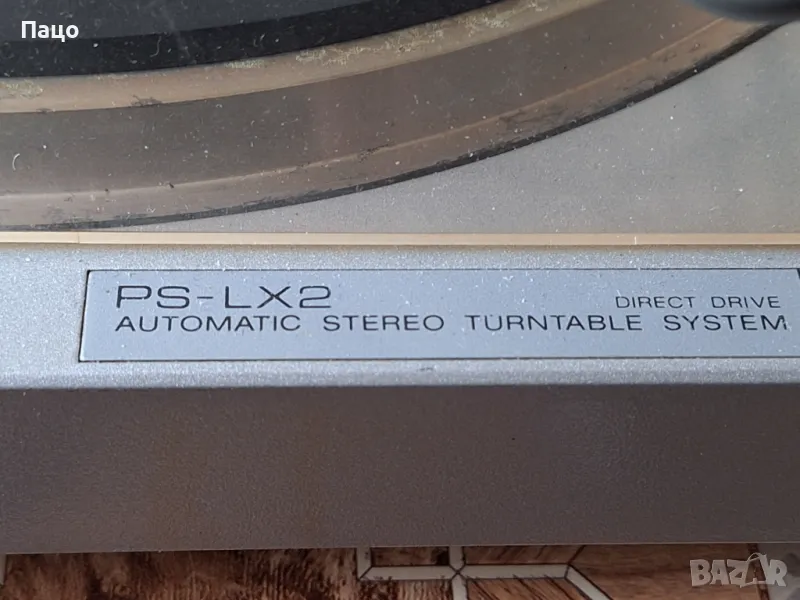 Пацо
PS-LX2
DIRECT DRIVE
AUTOMATIC STEREO TURNTABLE SYSTEM
BAZAR